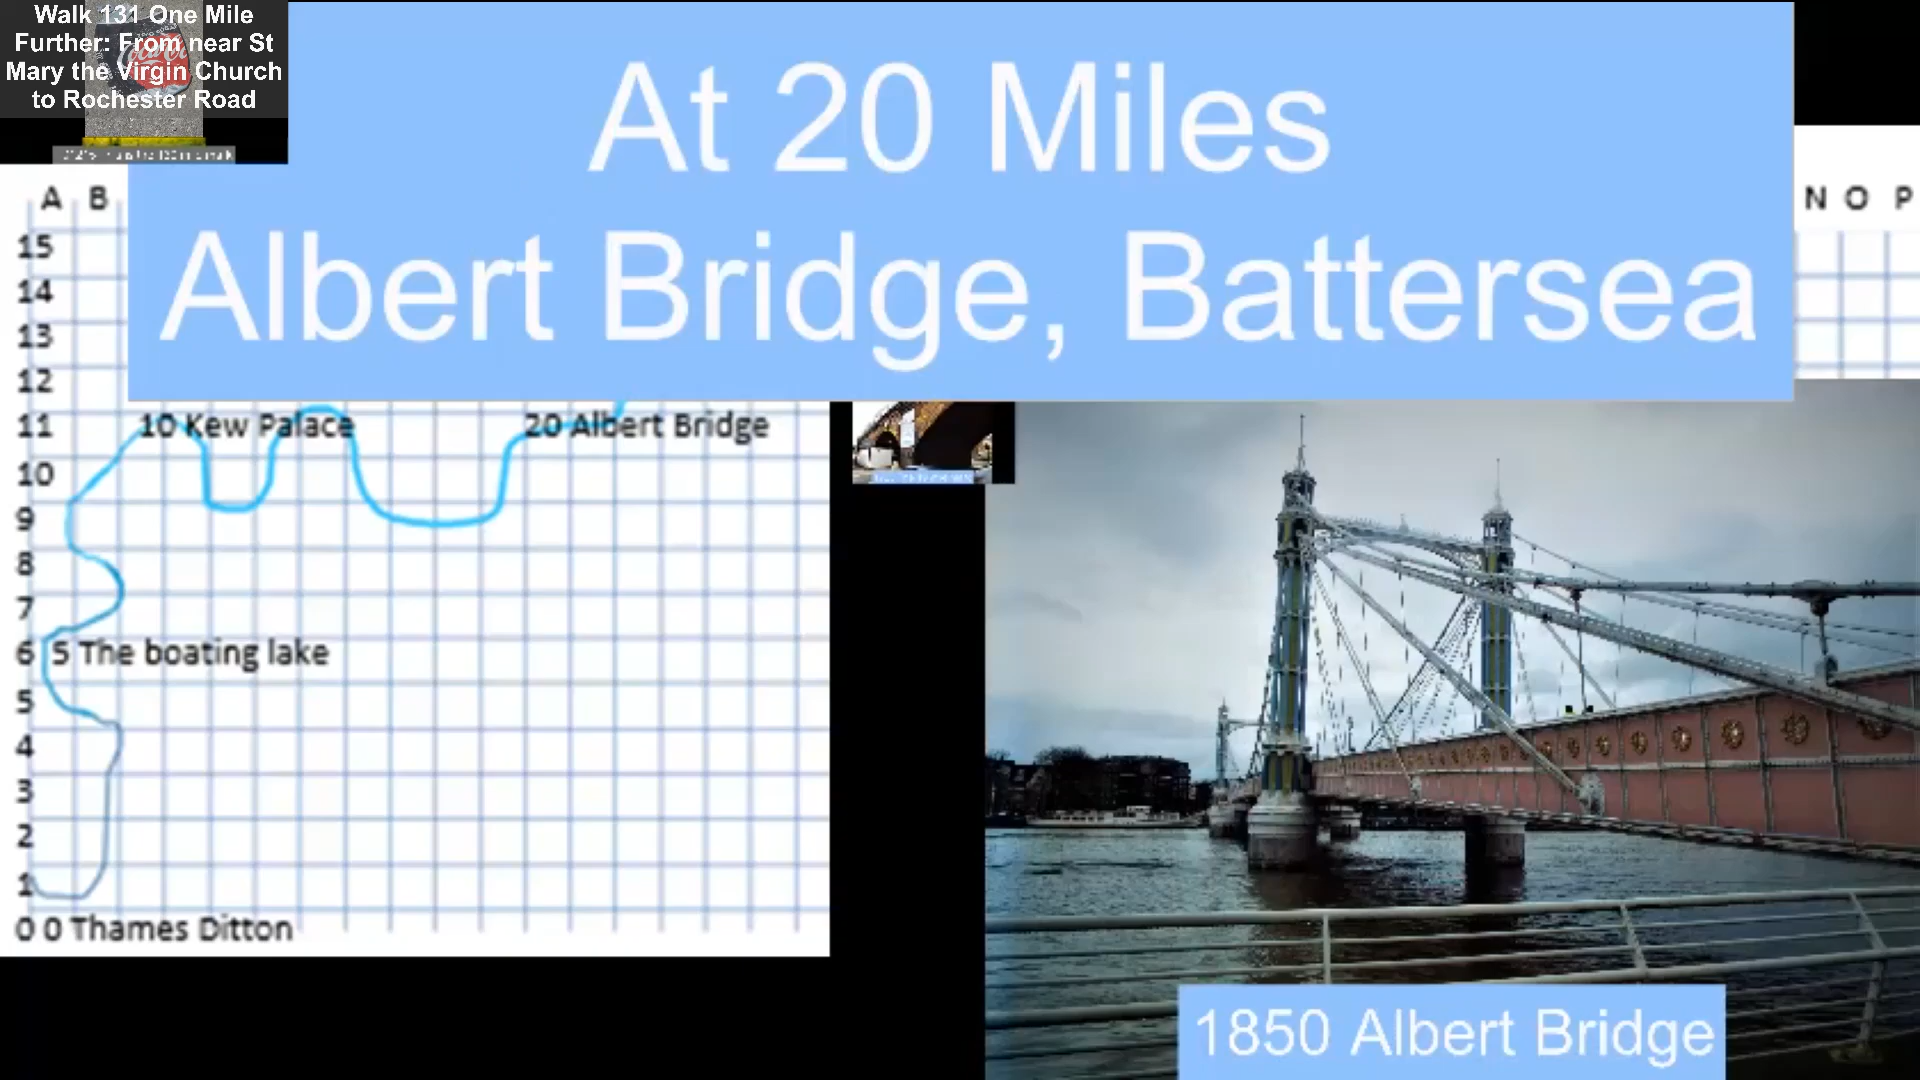 Walk 131 One Mile
Further: From near St
Mary the Virgin Church
to Rochester Road
At 20 Miles
Albert Bridge, Battersea
A B
N O P
15
14
13
12
11
10 Kew Palace
20 Albert Bridge
10
9
8
7
6 5 The boating lake
5
4
3
2
1
0 0 Thames Ditton
1850 Albert Bridge